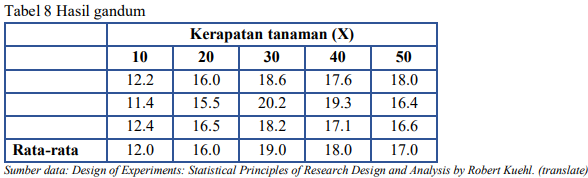 Tabel 8 Hasil gandum
Kerapatan tanaman (X)
10 20 30 40 50
12.2 16.0 18.6 17.6 18.0
11.4 15.5 20.2 19.3 16.4
12.4 16.5 18.2 17.1 16.6
Rata-rata 12.0 16.0 19.0 18.0 17.0
Sumber data: Design of Experiments: Statistical Principles of Research Design and Analysis by Robert Kuehl. (translate)